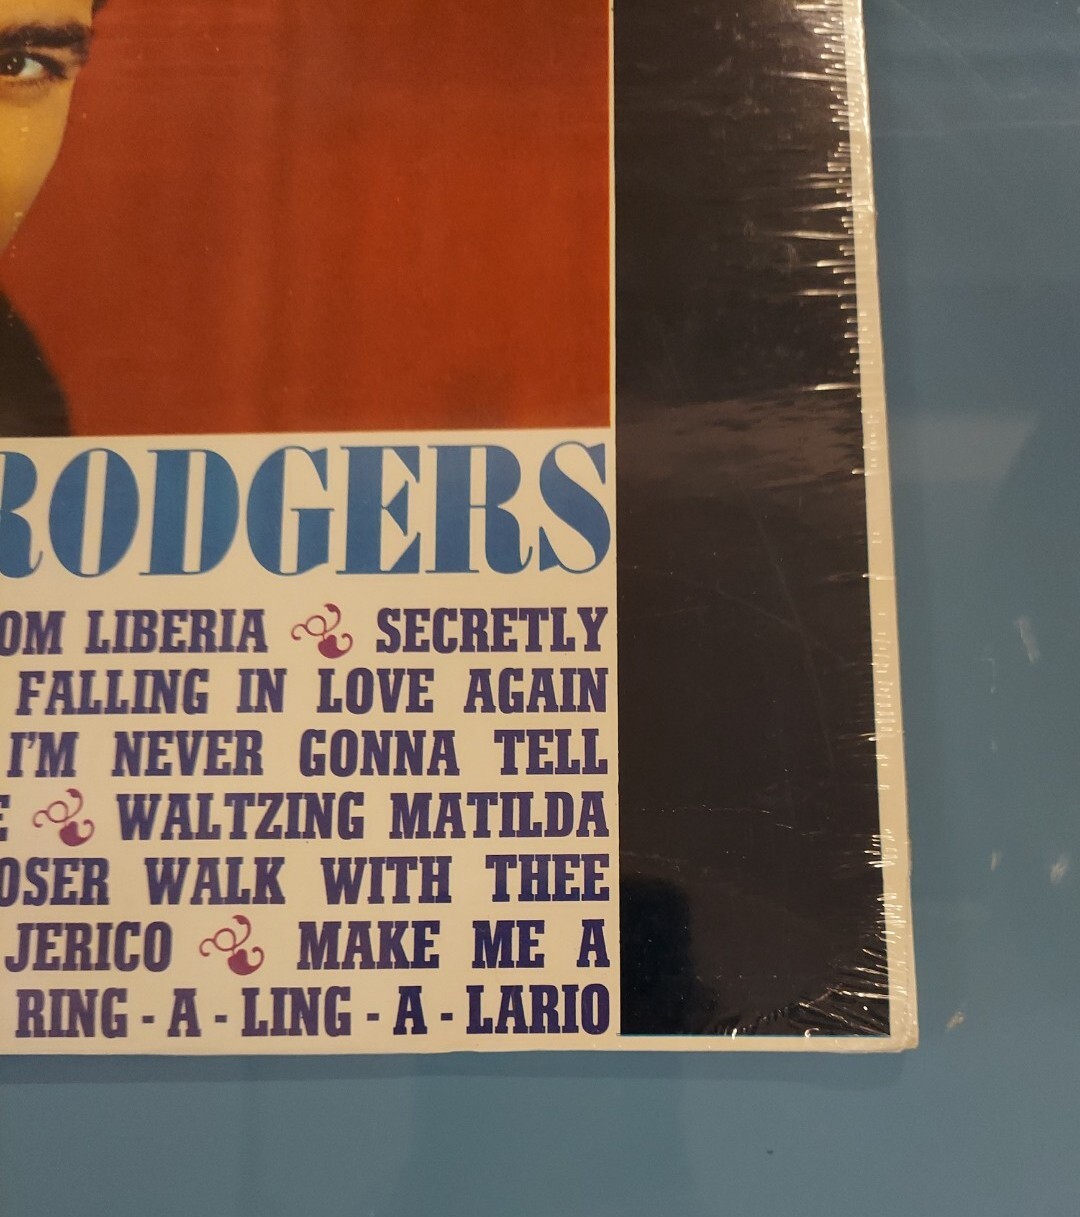 RODGERS
OM LIBERIA SECRETLY
FALLING IN LOVE AGAIN
I'M NEVER GONNA TELL
E WALTZING MATILDA
OSER WALK WITH THEE
JERICO MAKE ME A
RING-A-LING-A-LARIO